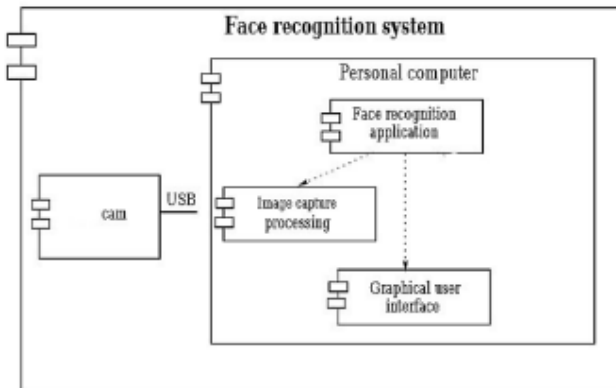 Face recognition system
Personal computer
Face recognition
application
cam
USB
Image capture
processing
Graphical user
interface